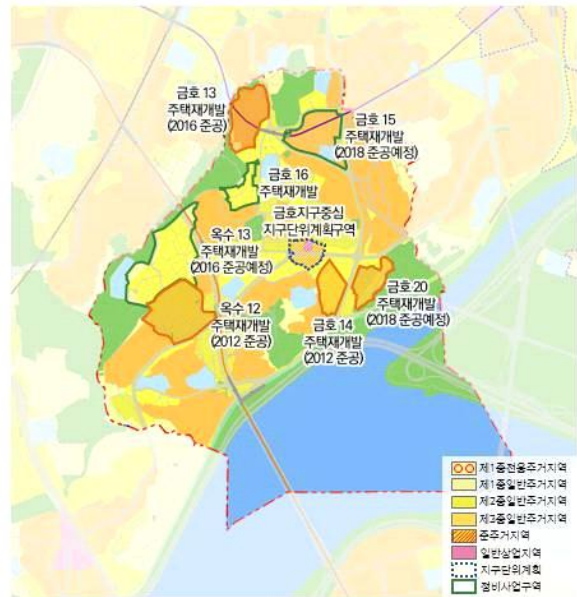 금호 13
주택재개발
(2016 준공)
금호 15
주택재개발
(2018 준공예정)
금호 16
주택재개발
금호지구중심
지구단위계획구역
옥수 13
주택재개발
(2016 준공예정)
옥수 12
주택재개발
(2012 준공)
금호 14
주택재개발
(2012 준공)
금호 20
주택재개발
(2018 준공예정)
제1종전용주거지역
제1종일반주거지역
제2종일반주거지역
제3종일반주거지역
준주거지역
일반상업지역
지구단위계획
정비사업구역